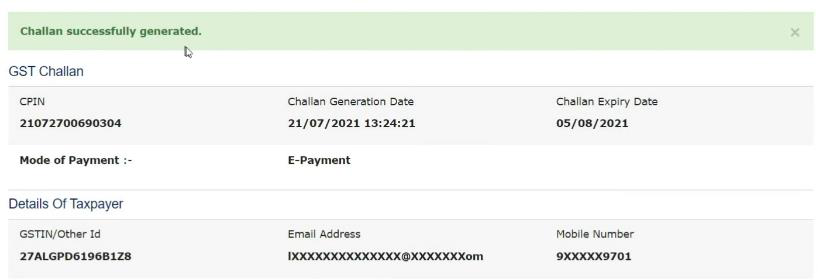 Challan successfully generated.
×
GST Challan
CPIN Challan Generation Date Challan Expiry Date
21072700690304 21/07/2021 13:24:21 05/08/2021
Mode of Payment :- E-Payment
Details Of Taxpayer
GSTIN/Other Id Email Address Mobile Number
27ALGPD6196B1Z8 lXXXXXXXXXXXXXX@XXXXXXXom 9XXXXX9701